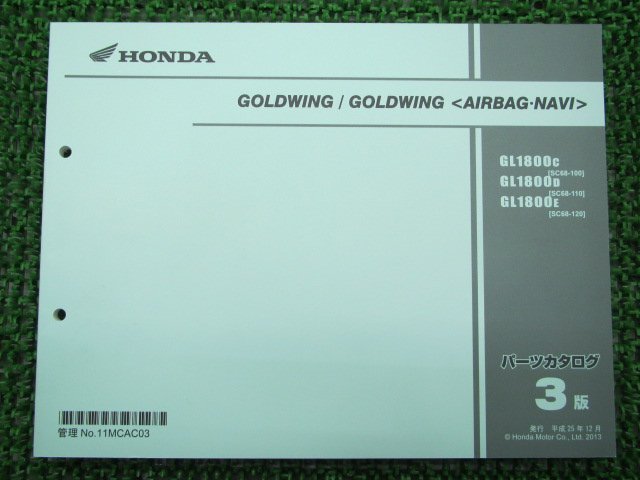 HONDA
GOLDWING / GOLDWING <AIRBAG·NAVI>
GL1800C
[SC68-100]
GL1800D
[SC68-110]
GL1800E
[SC68-120]
パーツカタログ
3版
発行 平成25年12月
© Honda Motor Co., Ltd. 2013
管理 No.11MCAC03